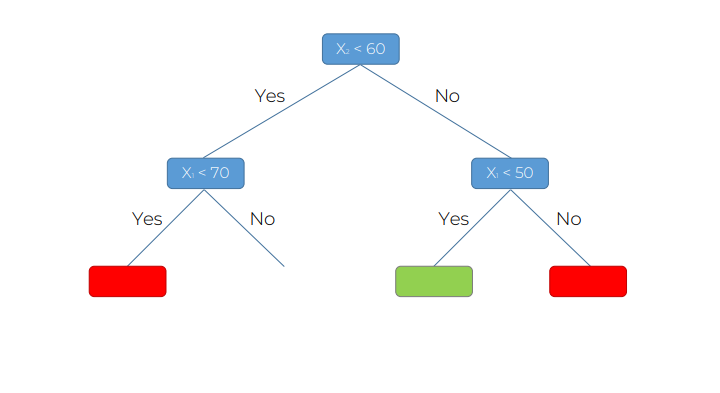 X₂ < 60
Yes
No
X₁ < 70
X₁ < 50
Yes
No
Yes
No